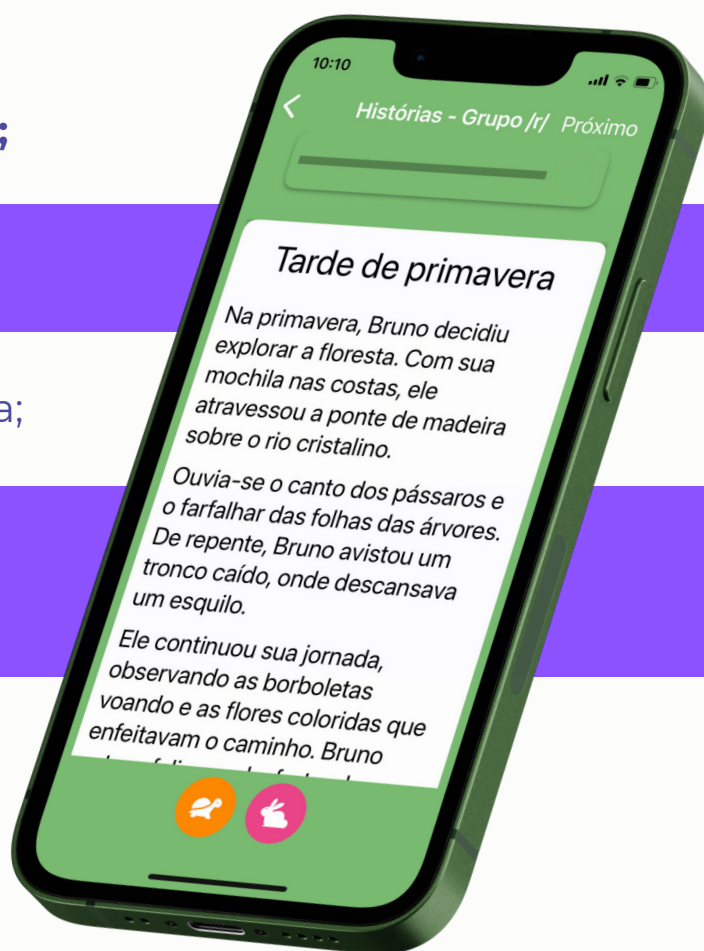 ;
a;
10:10
Histórias - Grupo /r/ Próximo
Tarde de primavera
Na primavera, Bruno decidiu
explorar a floresta. Com sua
mochila nas costas, ele
atravessou a ponte de madeira
sobre o rio cristalino.
Ouvia-se o canto dos pássaros e
o farfalhar das folhas das árvores.
De repente, Bruno avistou um
tronco caído, onde descansava
um esquilo.
Ele continuou sua jornada,
observando as borboletas
voando e as flores coloridas que
enfeitavam o caminho. Bruno